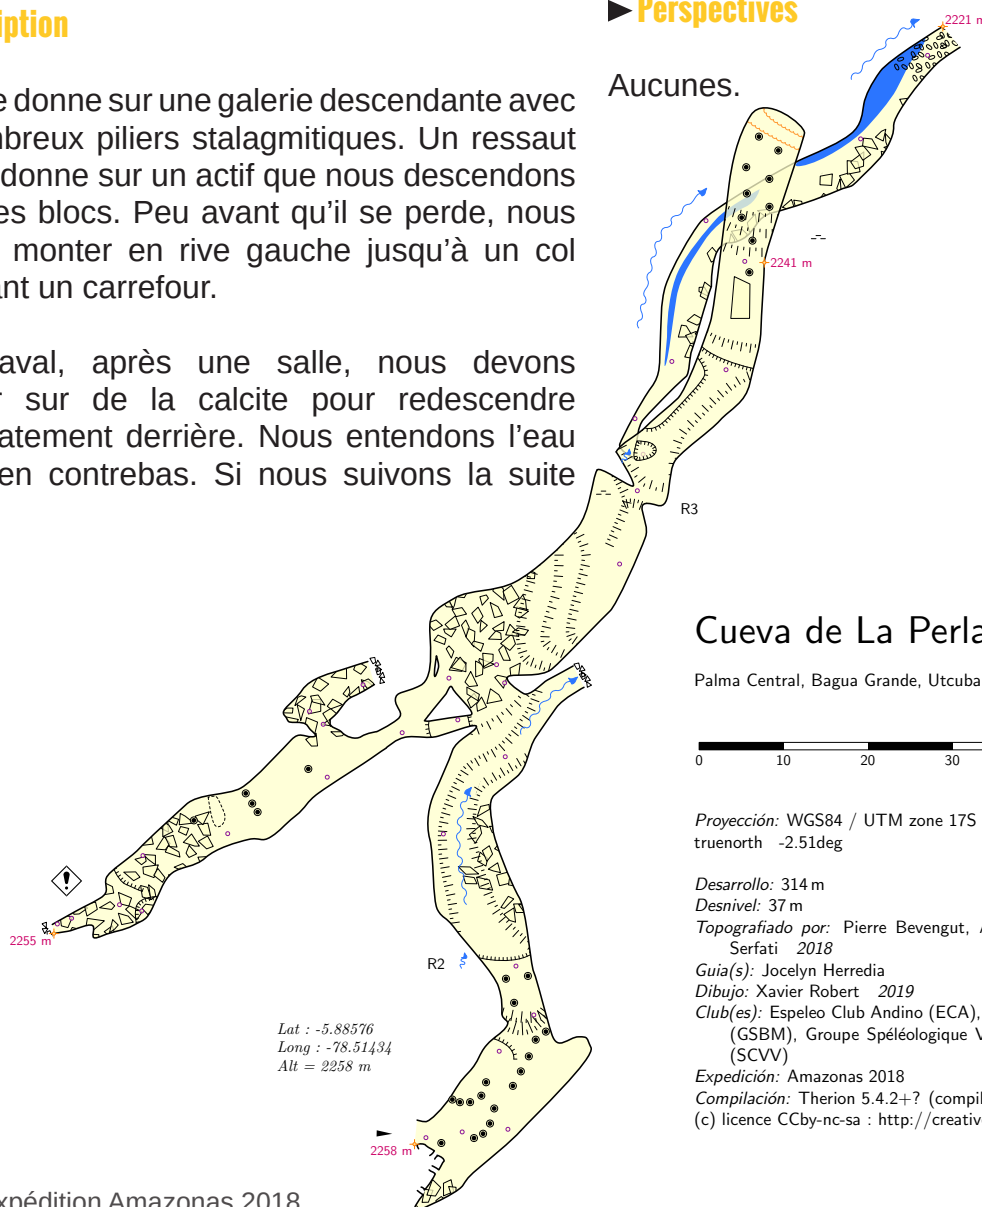 iption
e donne sur une galerie descendante avec
mbreux piliers stalagmitiques. Un ressaut
donne sur un actif que nous descendons
es blocs. Peu avant qu'il se perde, nous
monter en rive gauche jusqu'à un col
ant un carrefour.
aval, après une salle, nous devons
r sur de la calcite pour redescendre
atement derrière. Nous entendons l'eau
en contrebas. Si nous suivons la suite
Perspectives
Aucunes.
2221 m
2241 m
R3
Cueva de La Perla
Palma Central, Bagua Grande, Utcuba
0 10 20 30
Proyección: WGS84 / UTM zone 17S
truenorth -2.51deg
Desarrollo: 314 m
Desnivel: 37 m
Topografiado por: Pierre Bevengut, A
Serfati 2018
Guia(s): Jocelyn Herredia
Dibujo: Xavier Robert 2019
Club(es): Espeleo Club Andino (ECA),
(GSBM), Groupe Spéléologique V
(SCVV)
Expedición: Amazonas 2018
Compilación: Therion 5.4.2+? (compil
(c) licence CCby-nc-sa : http://creativ
!
2255 m
R2
Lat : -5.88576
Long : -78.51434
Alt = 2258 m
2258 m
xpédition Amazonas 2018